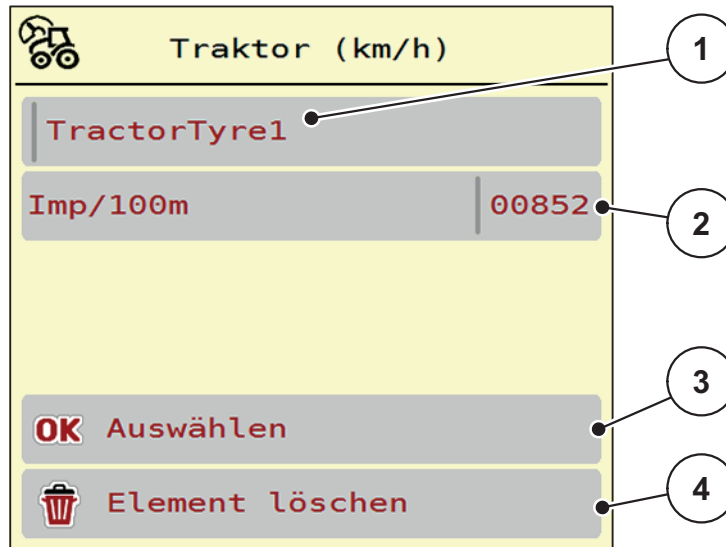 Traktor (km/h)
1
TractorTyre1
Imp/100m 00852
2
3
OK Auswählen
4
Element löschen